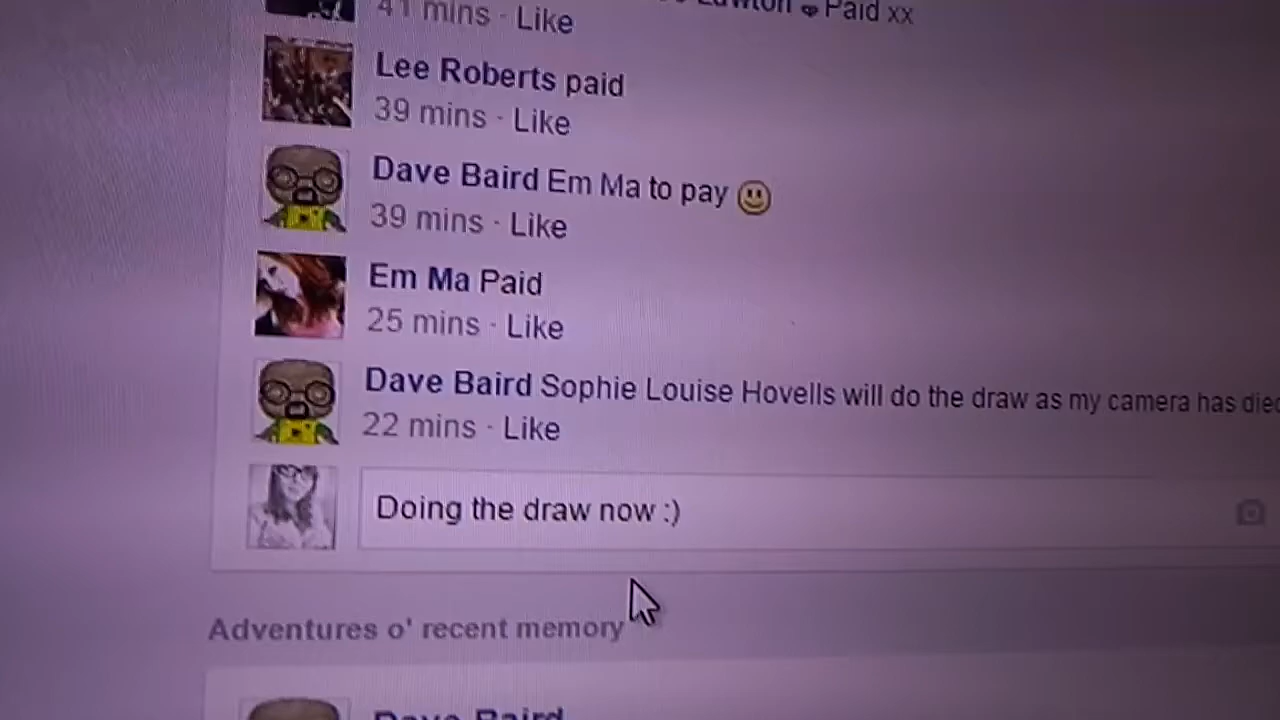 Paid xx
41 mins · Like
Lee Roberts paid
39 mins · Like
Dave Baird Em Ma to pay
39 mins · Like
Em Ma Paid
25 mins · Like
Dave Baird Sophie Louise Hovells will do the draw as my camera has died
22 mins · Like
Doing the draw now :)
Adventures o' recent memory
Dave Baird